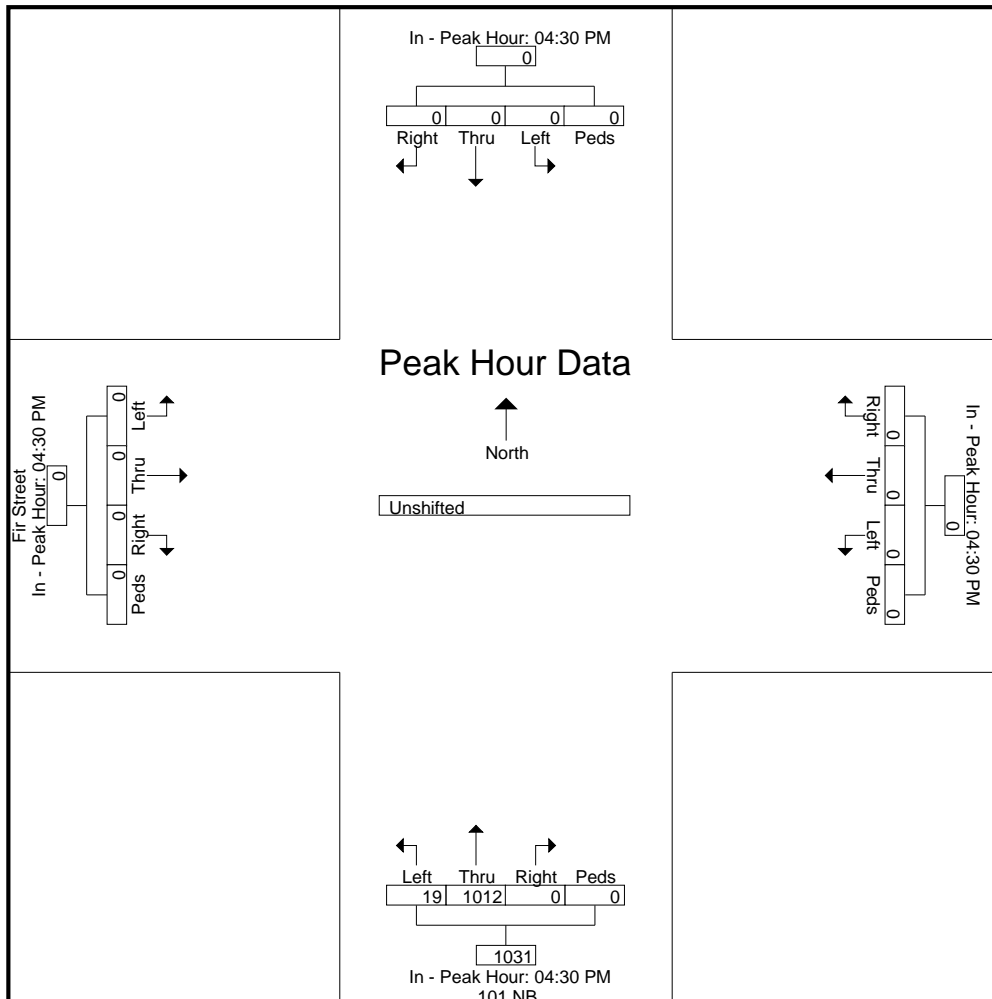 In - Peak Hour: 04:30 PM
0
0 0 0 0
Right Thru Left Peds
Peak Hour Data
North
Unshifted
Fir Street
In - Peak Hour: 04:30 PM
0
0 0 0 0
Left Thru Right Peds
Right Thru Left Peds
0 0 0 0
0
In - Peak Hour: 04:30 PM
Left Thru Right Peds
19 1012 0 0
1031
In - Peak Hour: 04:30 PM
101 NB